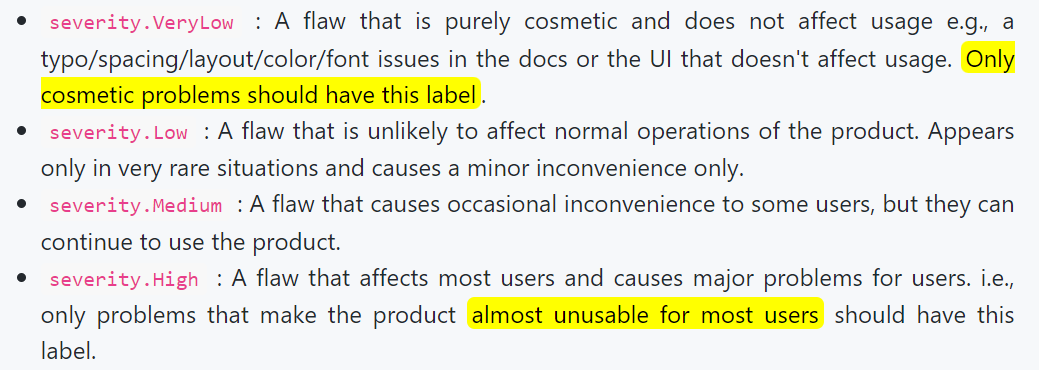 • severity.VeryLow : A flaw that is purely cosmetic and does not affect usage e.g., a
typo/spacing/layout/color/font issues in the docs or the UI that doesn't affect usage. Only
cosmetic problems should have this label.
• severity.Low : A flaw that is unlikely to affect normal operations of the product. Appears
only in very rare situations and causes a minor inconvenience only.
• severity.Medium : A flaw that causes occasional inconvenience to some users, but they can
continue to use the product.
• severity.High : A flaw that affects most users and causes major problems for users. i.e.,
only problems that make the product almost unusable for most users should have this
label.